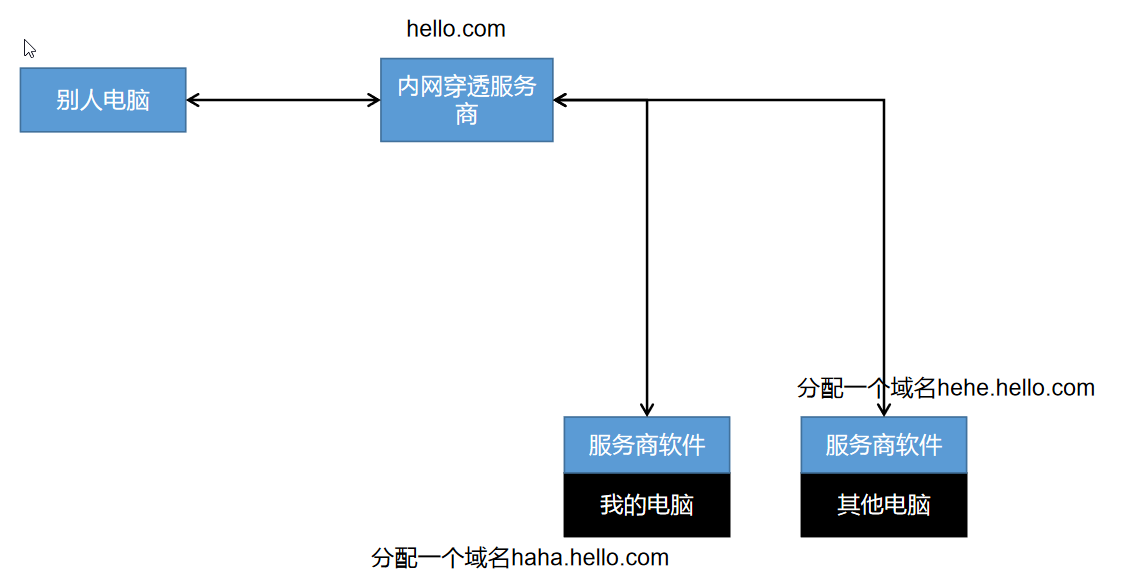 hello.com
别人电脑
内网穿透服务
商
分配一个域名hehe.hello.com
服务商软件
服务商软件
我的电脑
其他电脑
分配一个域名haha.hello.com